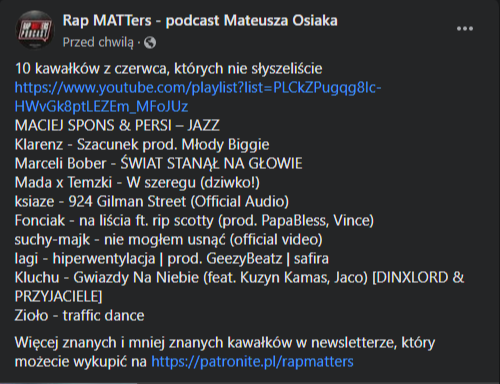 Rap MATTers - podcast Mateusza Osiaka
Przed chwilą ·
10 kawałków z czerwca, których nie słyszeliście
https://www.youtube.com/playlist?list=PLCkZPugqg8lc-
HWvGk8ptLEZEm_MFoJUz
MACIEJ SPONS & PERSI – JAZZ
Klarenz - Szacunek prod. Młody Biggie
Marceli Bober - ŚWIAT STANĄŁ NA GŁOWIE
Mada x Temzki - W szeregu (dziwko!)
ksiaze - 924 Gilman Street (Official Audio)
Fonciak - na liścia ft. rip scotty (prod. PapaBless, Vince)
suchy-majk - nie mogłem usnąć (official video)
lagi - hiperwentylacja | prod. GeezyBeatz | safira
Kluchu - Gwiazdy Na Niebie (feat. Kuzyn Kamas, Jaco) [DINXLORD &
PRZYJACIELE]
Zioło - traffic dance
Więcej znanych i mniej znanych kawałków w newsletterze, który
możecie wykupić na https://patronite.pl/rapmatters